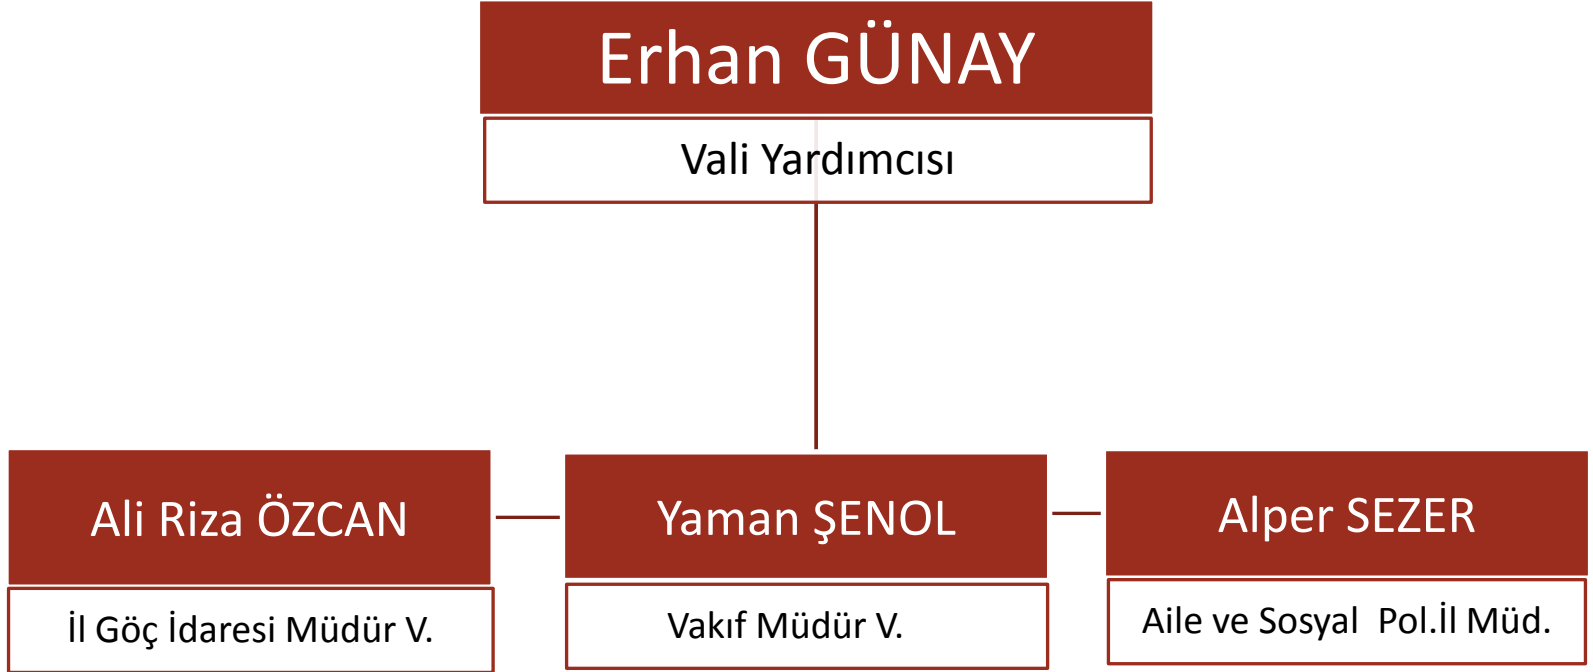 Erhan GÜNAY
Vali Yardımcısı
Ali Riza ÖZCAN
İl Göç İdaresi Müdür V.
Yaman ŞENOL
Vakıf Müdür V.
Alper SEZER
Aile ve Sosyal  Pol.İl Müd.